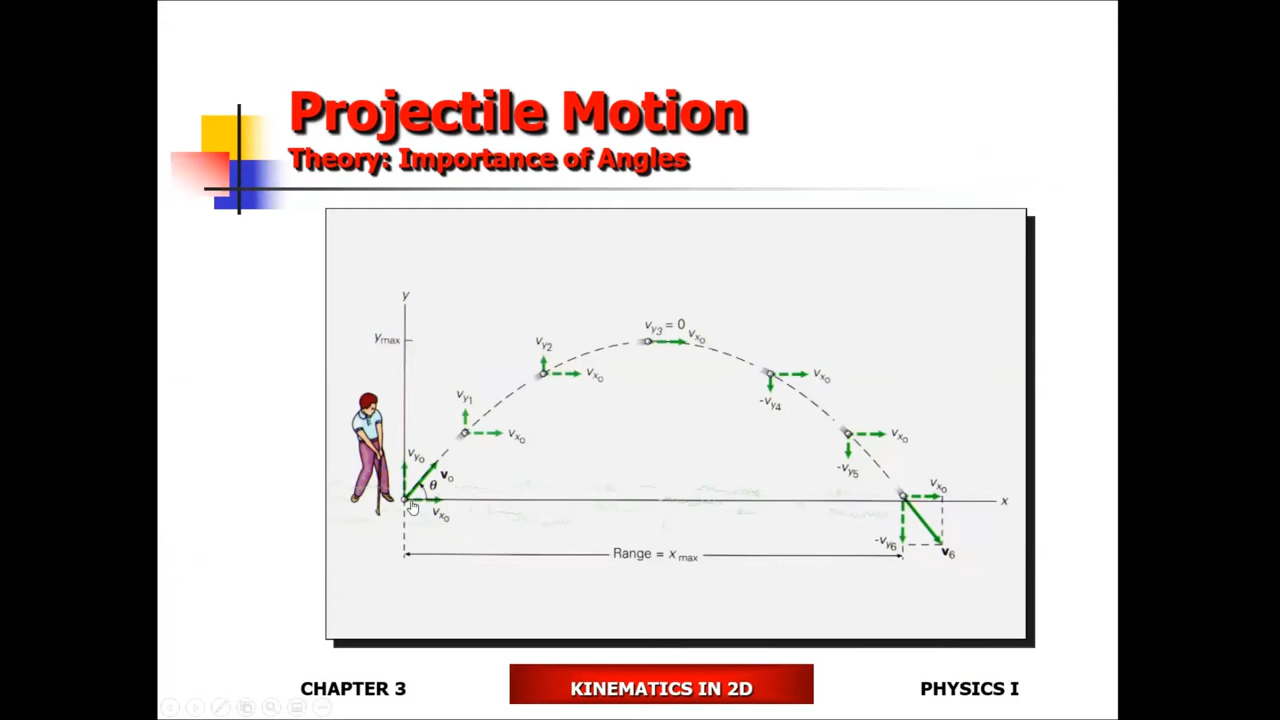 Projectile Motion
Theory: Importance of Angles
y
y max
v y3 = 0
v x0
v y2
v x0
v x0
-v y4
v y1
v x0
v x0
-v y5
v y0
v 0
θ
v x0
v x0
x
-v y6
v 6
Range = x max
CHAPTER 3
KINEMATICS IN 2D
PHYSICS I